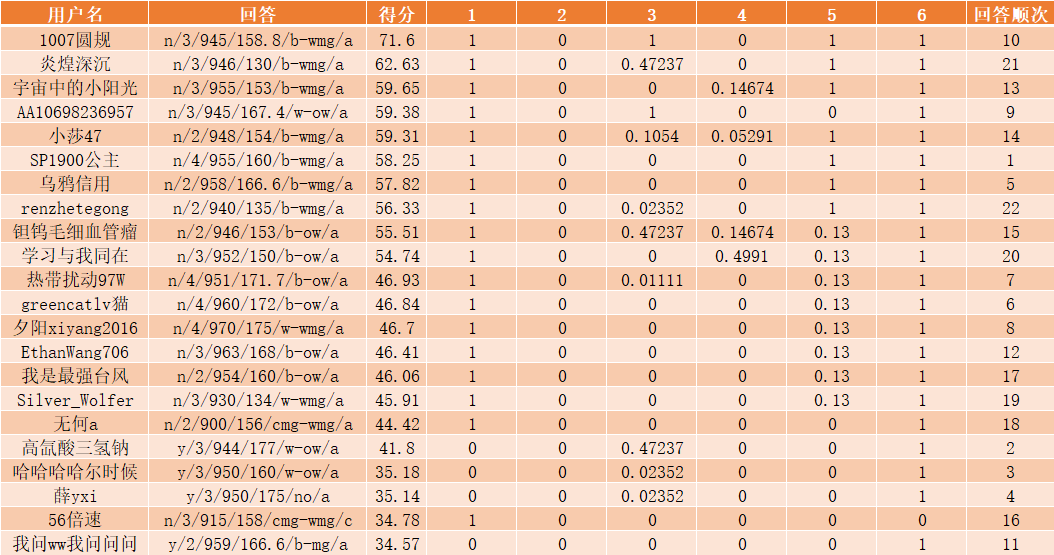 用户名 回答 得分 1 2 3 4 5 6 回答顺次
1007圆规 n/3/945/158.8/b-wmg/a 71.6 1 0 1 0 1 1 10
炎煌深沉 n/3/946/130/b-wmg/a 62.63 1 0 0.47237 0 1 1 21
宇宙中的小阳光 n/3/955/153/b-wmg/a 59.65 1 0 0 0.14674 1 1 13
AA10698236957 n/3/945/167.4/w-ow/a 59.38 1 0 1 0 0 1 9
小莎47 n/2/948/154/b-wmg/a 59.31 1 0 0.1054 0.05291 1 1 14
SP1900公主 n/4/955/160/b-wmg/a 58.25 1 0 0 0 1 1 1
乌鸦信用 n/2/958/166.6/b-wmg/a 57.82 1 0 0 0 1 1 5
renzhetegong n/2/940/135/b-wmg/a 56.33 1 0 0.02352 0 1 1 22
钽钨毛细血管瘤 n/2/946/153/b-ow/a 55.51 1 0 0.47237 0.14674 0.13 1 15
学习与我同在 n/3/952/150/b-ow/a 54.74 1 0 0 0.4991 0.13 1 20
热带扰动97W n/4/951/171.7/b-ow/a 46.93 1 0 0.01111 0 0.13 1 7
greencatlv猫 n/4/960/172/b-ow/a 46.84 1 0 0 0 0.13 1 6
夕阳xiyang2016 n/4/970/175/w-wmg/a 46.7 1 0 0 0 0.13 1 8
EthanWang706 n/3/963/168/b-ow/a 46.41 1 0 0 0 0.13 1 12
我是最强台风 n/2/954/160/b-ow/a 46.06 1 0 0 0 0.13 1 17
Silver_Wolfer n/3/930/134/w-wmg/a 45.91 1 0 0 0 0.13 1 19
无何a n/2/900/156/cmg-wmg/a 44.42 1 0 0 0 0 1 18
高氙酸三氢钠 y/3/944/177/w-ow/a 41.8 0 0 0.47237 0 0 1 2
哈哈哈哈尔时候 y/3/950/160/w-ow/a 35.18 0 0 0.02352 0 0 1 3
薛yxi y/3/950/175/no/a 35.14 0 0 0.02352 0 0 1 4
56倍速 n/3/915/158/cmg-wmg/c 34.78 1 0 0 0 0 0 16
我问ww我问问问 y/2/959/166.6/b-mg/a 34.57 0 0 0 0 0 1 11